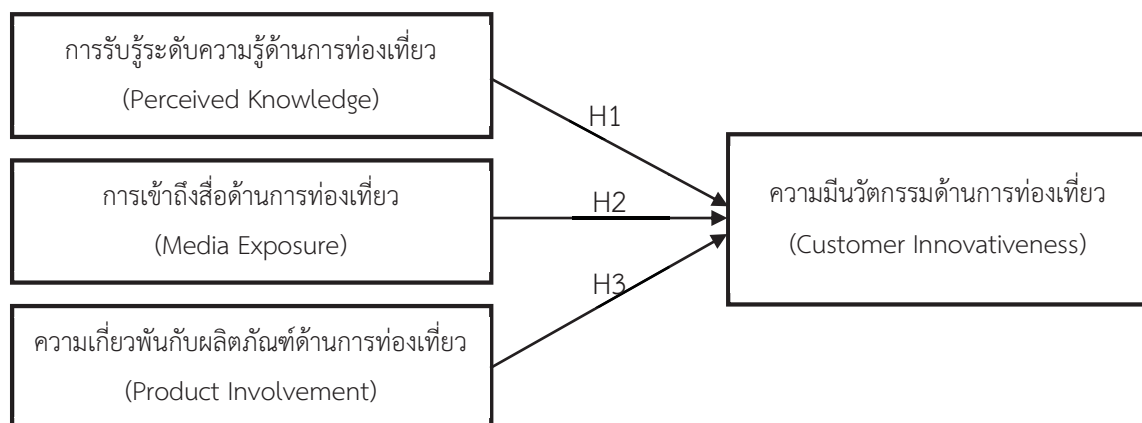 การรับรู้ระดับความรู้ด้านการท่องเที่ยว
(Perceived Knowledge)
H1
การเข้าถึงสื่อด้านการท่องเที่ยว
(Media Exposure)
H2
ความมีนวัตกรรมด้านการท่องเที่ยว
(Customer Innovativeness)
H3
ความเกี่ยวพันกับผลิตภัณฑ์ด้านการท่องเที่ยว
(Product Involvement)